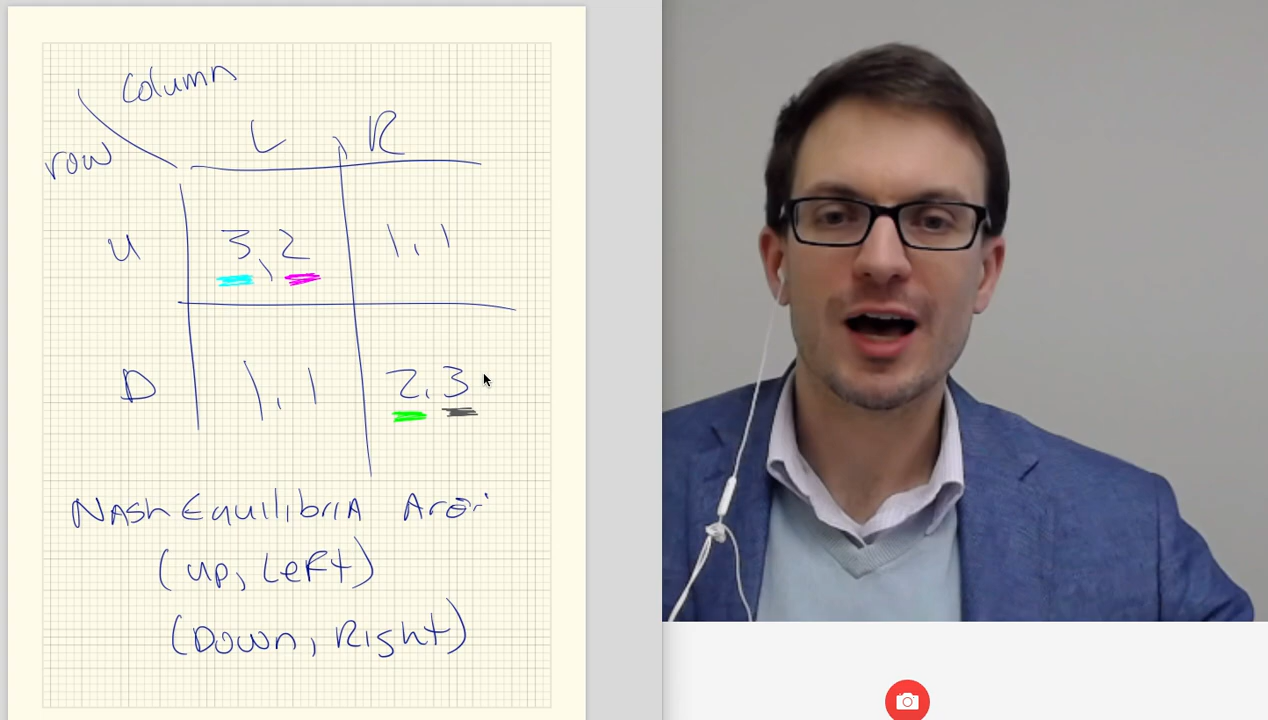 Column
row
L , R
U 3, 2 1, 1
D 1, 1 2, 3
Nash Equilibria Are:
(Up, Left)
(Down, Right)